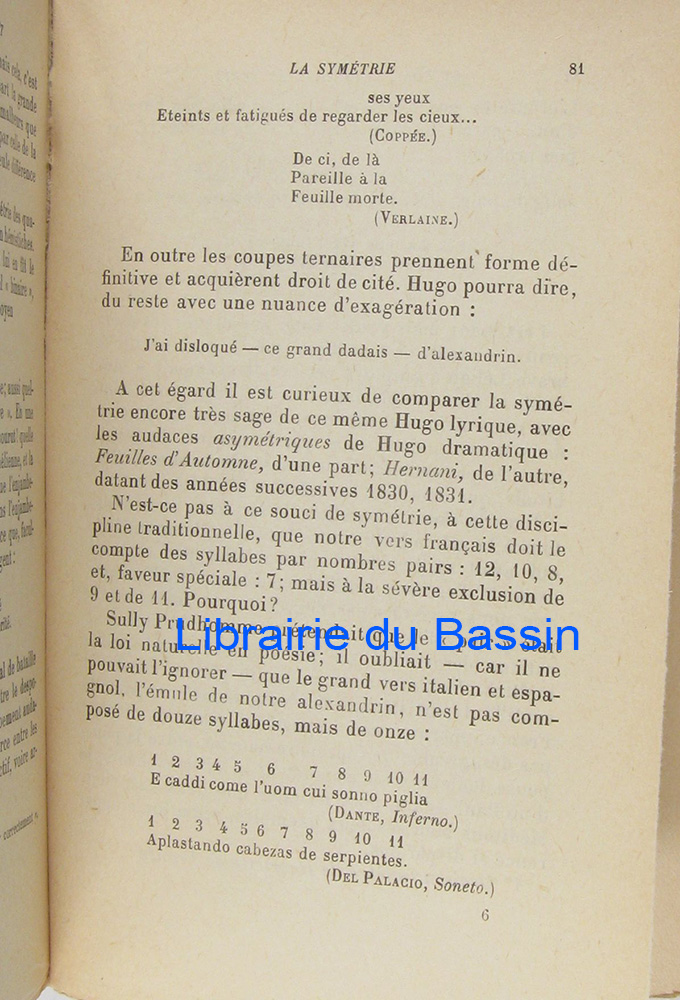 LA SYMÉTRIE 81
ses yeux
Eteints et fatigués de regarder les cieux...
(COPPÉE.)
De ci, de là
Pareille à la
Feuille morte.
(VERLAINE.)
En outre les coupes ternaires prennent forme dé-
finitive et acquièrent droit de cité. Hugo pourra dire,
du reste avec une nuance d'exagération :
J'ai disloqué — ce grand dadais — d'alexandrin.
A cet égard il est curieux de comparer la symé-
trie encore très sage de ce même Hugo lyrique, avec
les audaces asymétriques de Hugo dramatique :
Feuilles d'Automne, d'une part; Hernani, de l'autre,
datant des années successives 1830, 1831.
N'est-ce pas à ce souci de symétrie, à cette disci-
pline traditionnelle, que notre vers français doit le
compte des syllabes par nombres pairs : 12, 10, 8,
et, faveur spéciale : 7; mais à la sévère exclusion de
9 et de 11. Pourquoi?
Sully Prudhomme prétendait que le pair était
la loi naturelle en poésie; il oubliait — car il ne
pouvait l'ignorer — que le grand vers italien et espa-
gnol, l'émule de notre alexandrin, n'est pas com-
posé de douze syllabes, mais de onze :
1 2 3 4 5 6 7 8 9 10 11
E caddi come l'uom cui sonno piglia
(DANTE, Inferno.)
1 2 3 4 5 6 7 8 9 10 11
Aplastando cabezas de serpientes.
(DEL PALACIO, Soneto.)
6
Librairie du Bassin